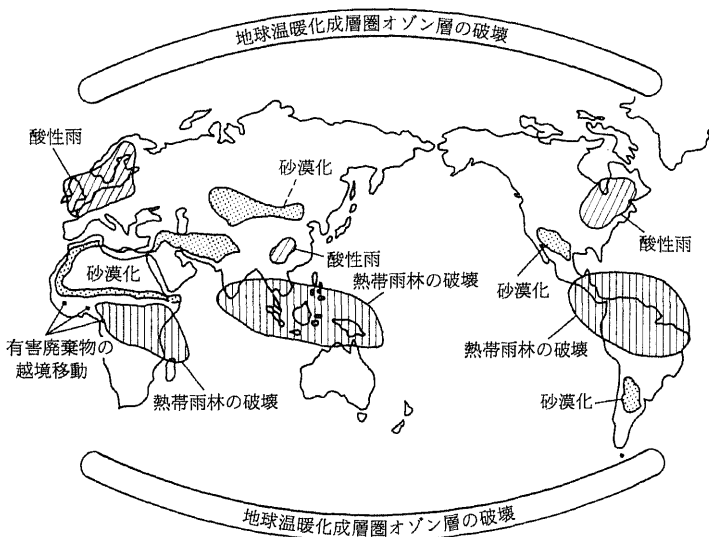 地球温暖化成層圏オゾン層の破壊
酸性雨
砂漠化
酸性雨
砂漠化
酸性雨
熱帯雨林の破壊
砂漠化
有害廃棄物の
越境移動
熱帯雨林の破壊
熱帯雨林の破壊
砂漠化
地球温暖化成層圏オゾン層の破壊